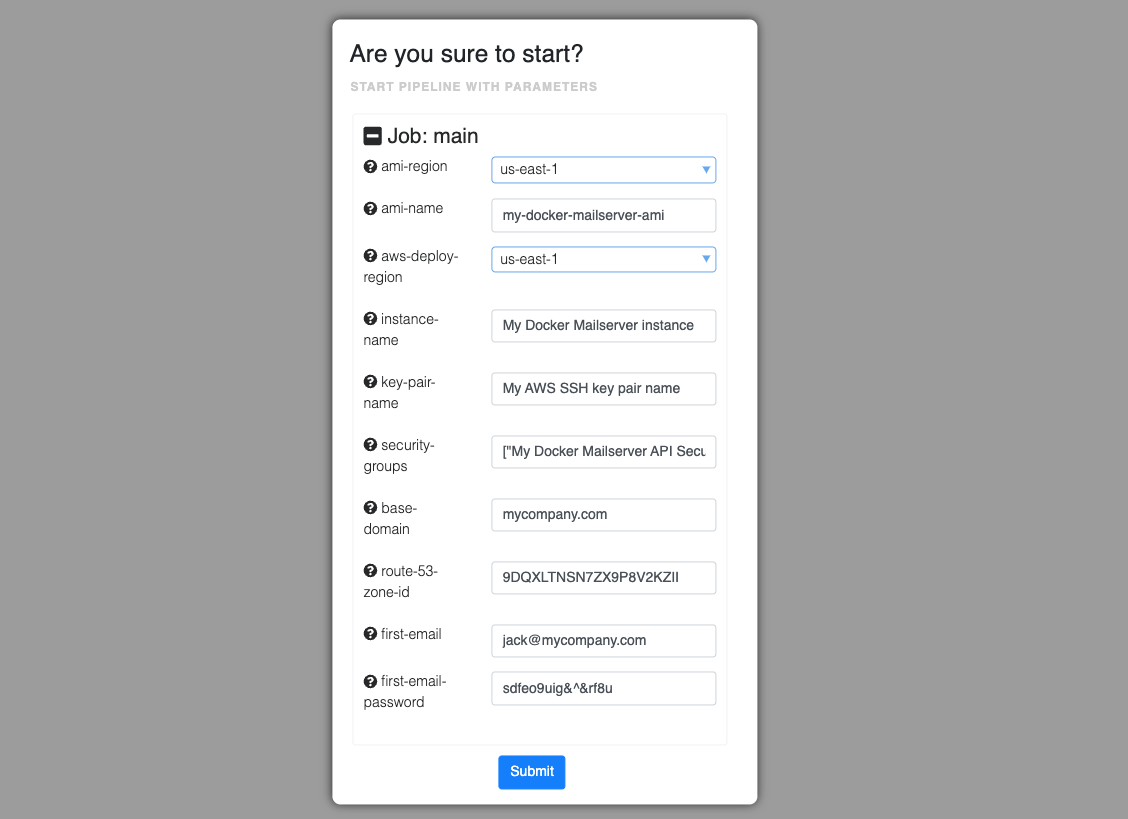 Are you sure to start?
START PIPELINE WITH PARAMETERS
Job: main
ami-region
us-east-1
ami-name
my-docker-mailserver-ami
aws-deploy-
region
us-east-1
instance-
name
My Docker Mailserver instance
key-pair-
name
My AWS SSH key pair name
security-
groups
["My Docker Mailserver API Secu
base-
domain
mycompany.com
route-53-
zone-id
9DQXLTNSN7ZX9P8V2KZII
first-email
jack@mycompany.com
first-email-
password
sdfeo9uig&^&rf8u
Submit